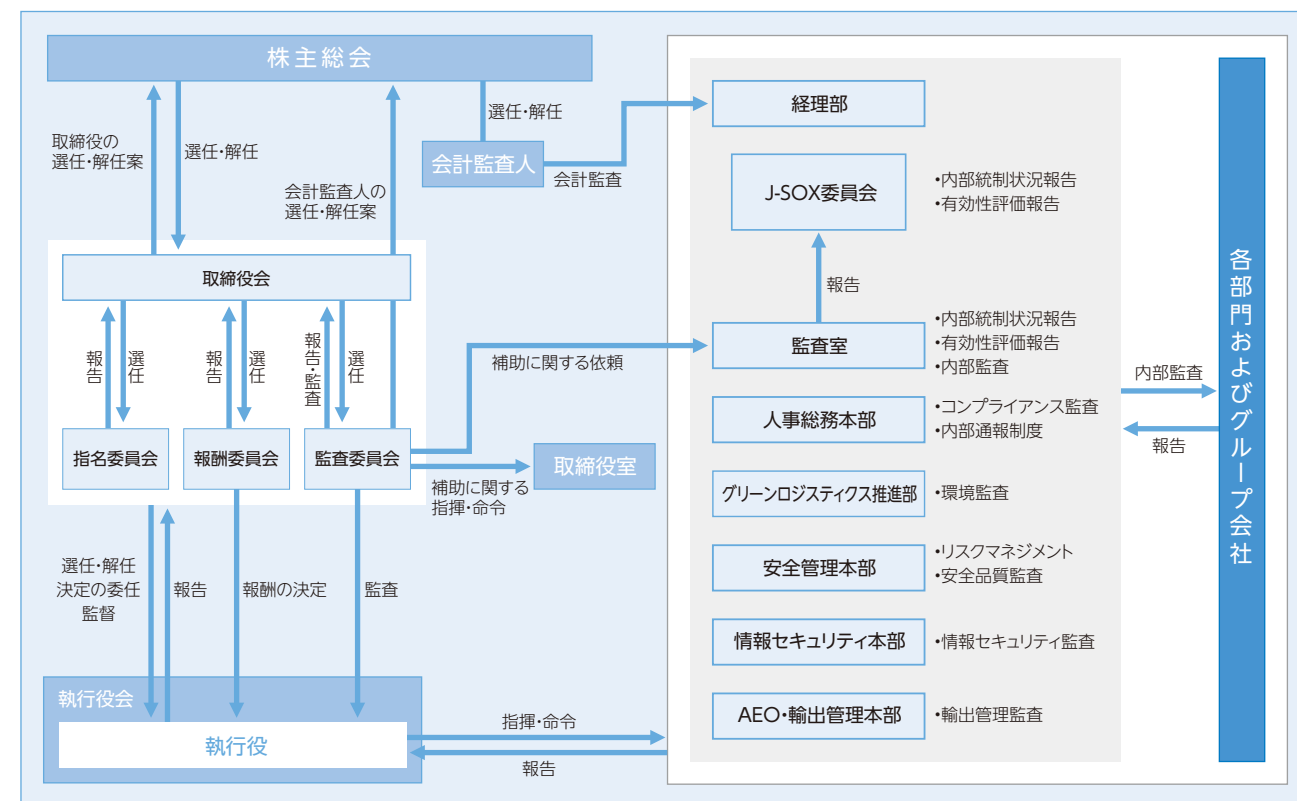 株主総会
取締役の
選任・解任案
選任・解任
会計監査人の
選任・解任案
選任・解任
会計監査人
会計監査
取締役会
報告
選任
報告
選任
報告・監査
選任
指名委員会
報酬委員会
監査委員会
補助に関する依頼
取締役室
補助に関する
指揮・命令
選任・解任
決定の委任
監督
報告
報酬の決定
監査
執行役会
執行役
指揮・命令
報告
経理部
J-SOX委員会
・内部統制状況報告
・有効性評価報告
報告
監査室
・内部統制状況報告
・有効性評価報告
・内部監査
人事総務本部
・コンプライアンス監査
・内部通報制度
グリーンロジスティクス推進部
・環境監査
安全管理本部
・リスクマネジメント
・安全品質監査
情報セキュリティ本部
・情報セキュリティ監査
AEO・輸出管理本部
・輸出管理監査
内部監査
報告
各部門およびグループ会社